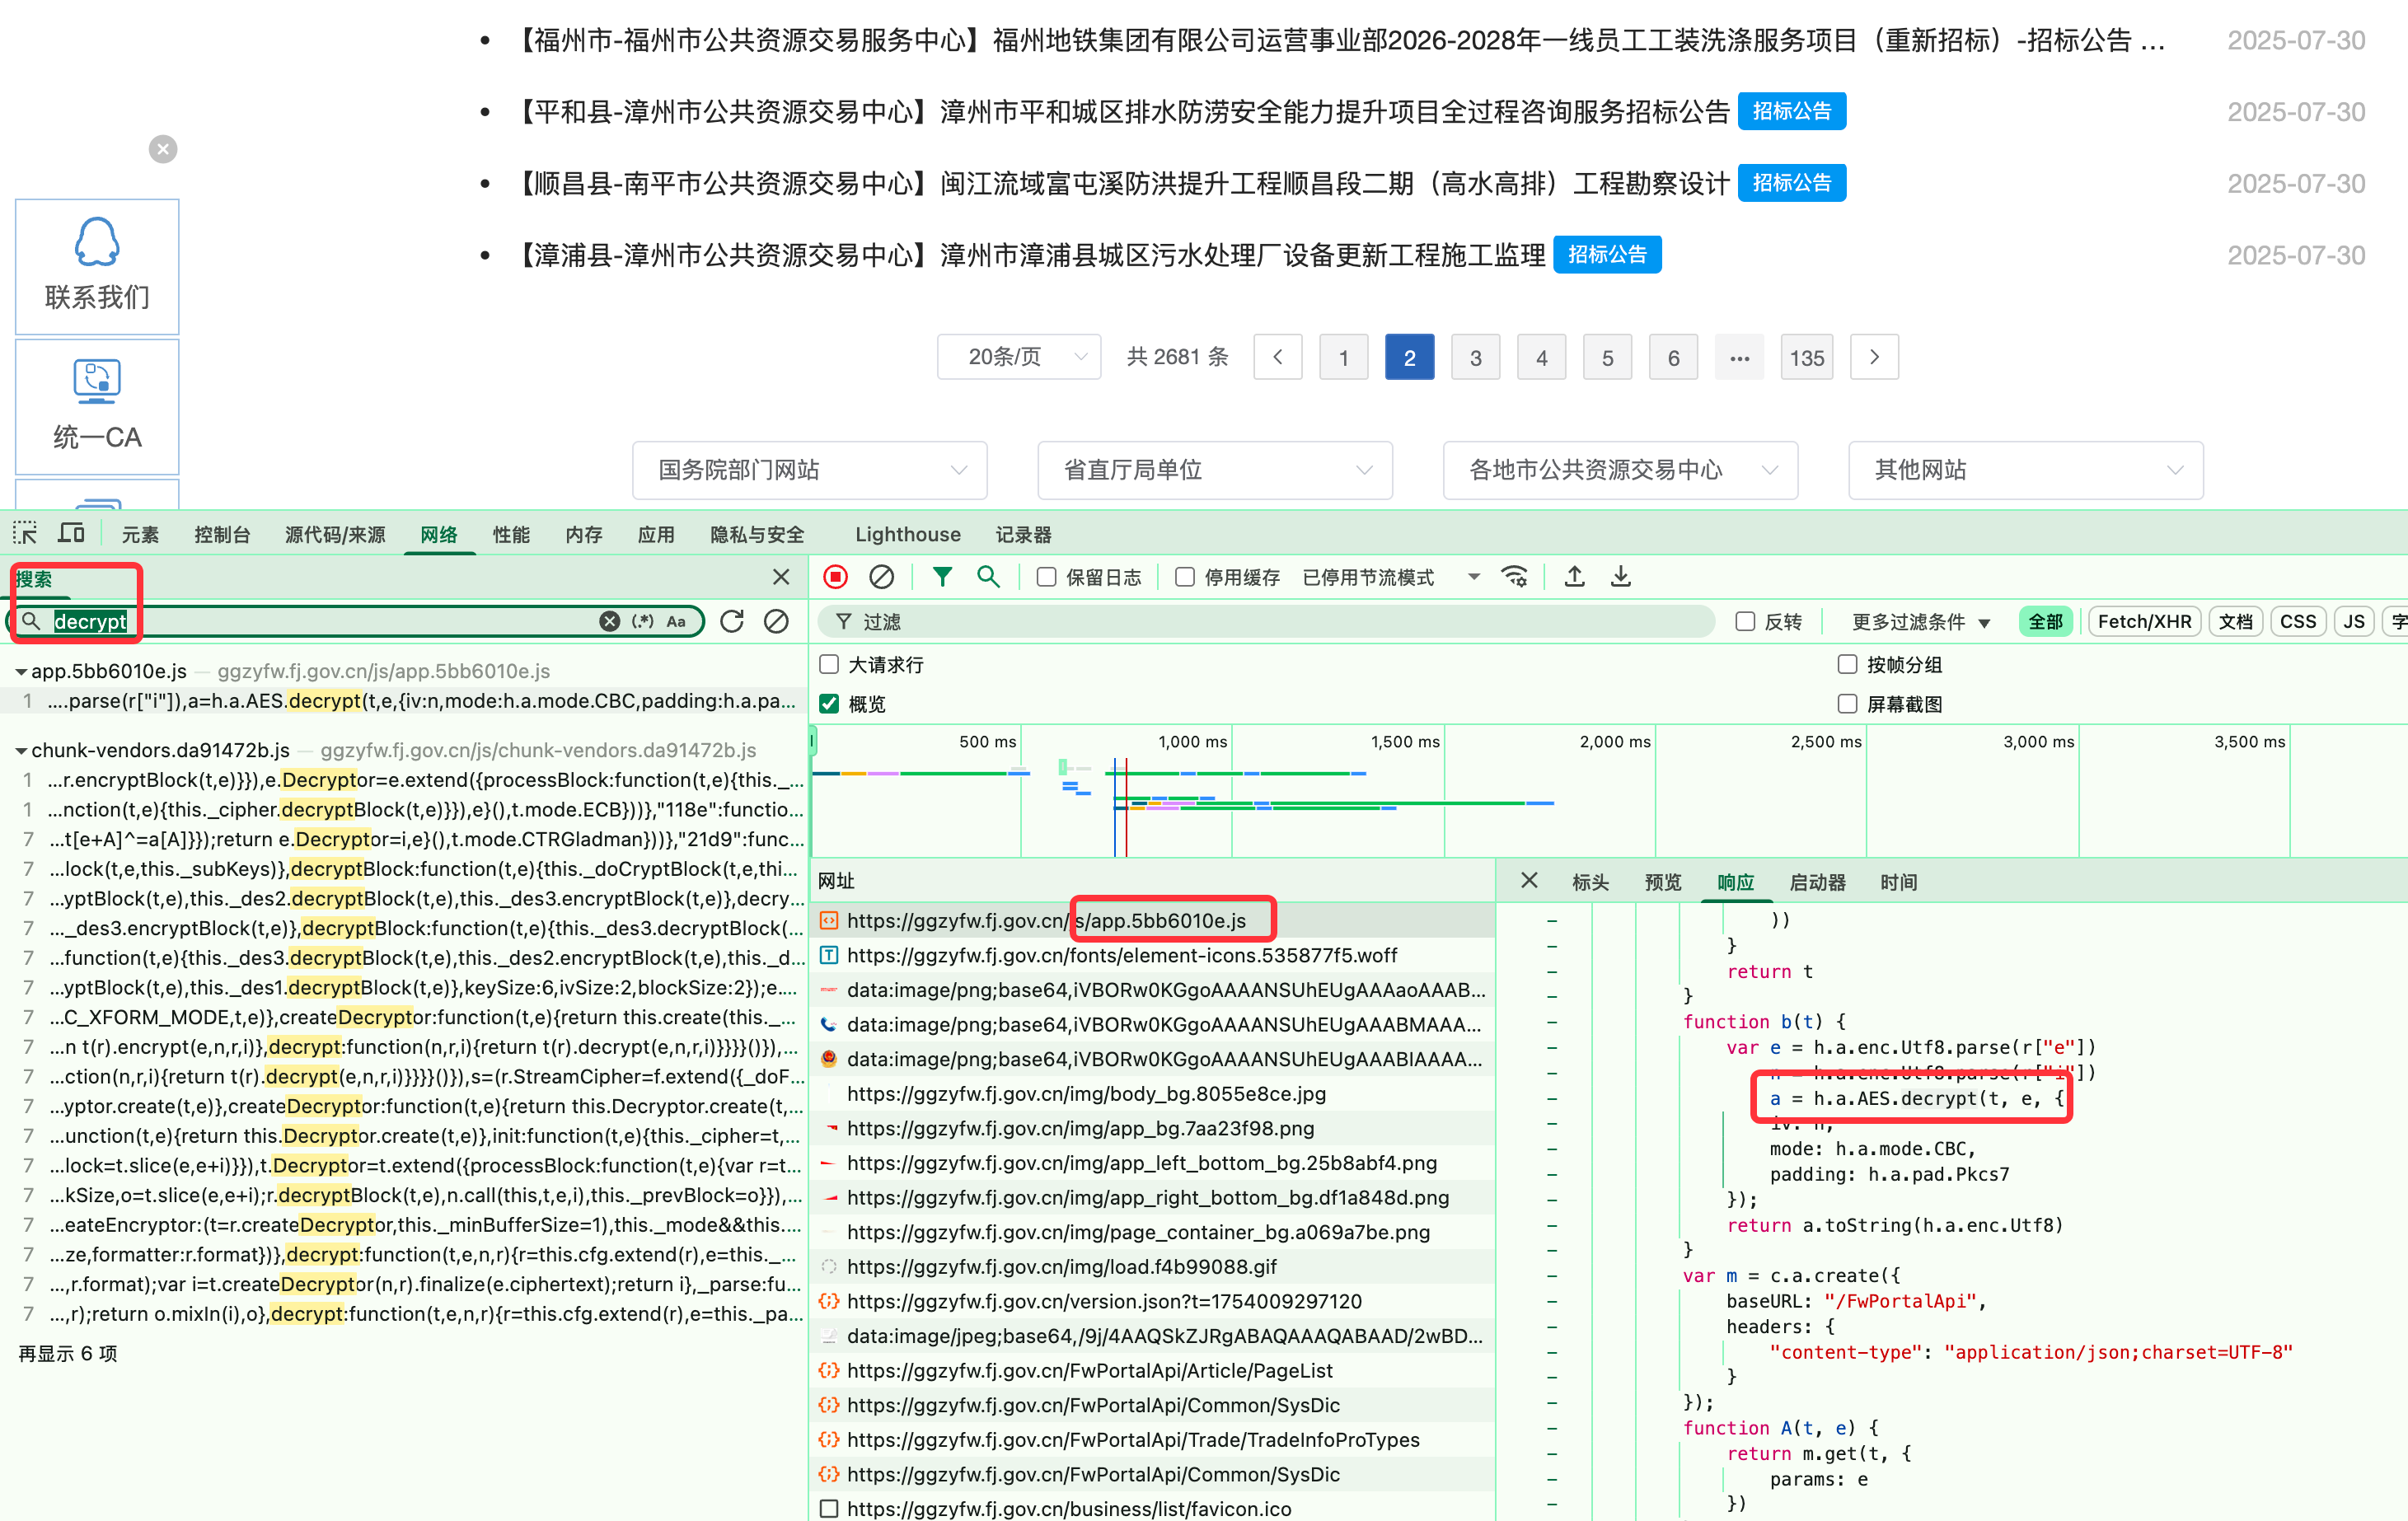 • 【福州市-福州市公共资源交易服务中心】福州地铁集团有限公司运营事业部2026-2028年一线员工工装洗涤服务项目（重新招标）-招标公告 ... 2025-07-30
• 【平和县-漳州市公共资源交易中心】漳州市平和城区排水防涝安全能力提升项目全过程咨询服务招标公告 招标公告 2025-07-30
• 【顺昌县-南平市公共资源交易中心】闽江流域富屯溪防洪提升工程顺昌段二期（高水高排）工程勘察设计 招标公告 2025-07-30
• 【漳浦县-漳州市公共资源交易中心】漳州市漳浦县城区污水处理厂设备更新工程施工监理 招标公告 2025-07-30
联系我们
统一CA
20条/页 共 2681 条 < 1 2 3 4 5 6 ••• 135 >
国务院部门网站 省直厅局单位 各地市公共资源交易中心 其他网站
元素 控制台 源代码/来源 网络 性能 内存 应用 隐私与安全 Lighthouse 记录器
搜索
decrypt (.*) Aa
app.5bb6010e.js — ggzyfw.fj.gov.cn/js/app.5bb6010e.js
1 ....parse(r["i"]),a=h.a.AES.decrypt(t,e,{iv:n,mode:h.a.mode.CBC,padding:h.a.pa...
chunk-vendors.da91472b.js — ggzyfw.fj.gov.cn/js/chunk-vendors.da91472b.js
1 ...r.encryptBlock(t,e)}}),e.Decryptor=e.extend({processBlock:function(t,e){this._...
1 ...nction(t,e){this._cipher.decryptBlock(t,e)}}),e}(),t.mode.ECB}))},"118e":functio...
7 ...t[e+A]^=a[A]}});return e.Decryptor=i,e}(),t.mode.CTRGladman}))},"21d9":func...
7 ...lock(t,e,this._subKeys)},decryptBlock:function(t,e){this._doCryptBlock(t,e,thi...
7 ...yptBlock(t,e),this._des2.decryptBlock(t,e),this._des3.encryptBlock(t,e)},decry...
7 ..._des3.encryptBlock(t,e)},decryptBlock:function(t,e){this._des3.decryptBlock(...
7 ...function(t,e){this._des3.decryptBlock(t,e),this._des2.encryptBlock(t,e),this._d...
7 ...yptBlock(t,e),this._des1.decryptBlock(t,e)},keySize:6,ivSize:2,blockSize:2});e....
7 ...C_XFORM_MODE,t,e)},createDecryptor:function(t,e){return this.create(this._...
7 ...n t(r).encrypt(e,n,r,i)},decrypt:function(n,r,i){return t(r).decrypt(e,n,r,i)}}}}()}),...
7 ...ction(n,r,i){return t(r).decrypt(e,n,r,i)}}}}()}),s=(r.StreamCipher=f.extend({_doF...
7 ...yptor.create(t,e)},createDecryptor:function(t,e){return this.Decryptor.create(t,...
7 ...unction(t,e){return this.Decryptor.create(t,e)},init:function(t,e){this._cipher=t,...
7 ...lock=t.slice(e,e+i)}}),t.Decryptor=t.extend({processBlock:function(t,e){var r=t...
7 ...kSize,o=t.slice(e,e+i);r.decryptBlock(t,e),n.call(this,t,e,i),this._prevBlock=o}}),...
7 ...eateEncryptor:(t=r.createDecryptor,this._minBufferSize=1),this._mode&&this....
7 ...ze,formatter:r.format})},decrypt:function(t,e,n,r){r=this.cfg.extend(r),e=this._...
7 ...,r.format);var i=t.createDecryptor(n,r).finalize(e.ciphertext);return i},_parse:fu...
7 ...,r);return o.mixIn(i),o},decrypt:function(t,e,n,r){r=this.cfg.extend(r),e=this._pa...
再显示 6 项
保留日志 停用缓存 已停用节流模式
过滤 反转 更多过滤条件 全部 Fetch/XHR 文档 CSS JS
大请求行 按帧分组
概览 屏幕截图
500 ms 1,000 ms 1,500 ms 2,000 ms 2,500 ms 3,000 ms 3,500 ms
网址
https://ggzyfw.fj.gov.cn/js/app.5bb6010e.js
https://ggzyfw.fj.gov.cn/fonts/element-icons.535877f5.woff
data:image/png;base64,iVBORw0KGgoAAAANSUhEUgAAAaoAAAB...
data:image/png;base64,iVBORw0KGgoAAAANSUhEUgAAABMAAA...
data:image/png;base64,iVBORw0KGgoAAAANSUhEUgAAABIAAAA...
https://ggzyfw.fj.gov.cn/img/body_bg.8055e8ce.jpg
https://ggzyfw.fj.gov.cn/img/app_bg.7aa23f98.png
https://ggzyfw.fj.gov.cn/img/app_left_bottom_bg.25b8abf4.png
https://ggzyfw.fj.gov.cn/img/app_right_bottom_bg.df1a848d.png
https://ggzyfw.fj.gov.cn/img/page_container_bg.a069a7be.png
https://ggzyfw.fj.gov.cn/img/load.f4b99088.gif
https://ggzyfw.fj.gov.cn/version.json?t=1754009297120
data:image/jpeg;base64,/9j/4AAQSkZJRgABAQAAAQABAAD/2wBD...
https://ggzyfw.fj.gov.cn/FwPortalApi/Article/PageList
https://ggzyfw.fj.gov.cn/FwPortalApi/Common/SysDic
https://ggzyfw.fj.gov.cn/FwPortalApi/Trade/TradeInfoProTypes
https://ggzyfw.fj.gov.cn/FwPortalApi/Common/SysDic
https://ggzyfw.fj.gov.cn/business/list/favicon.ico
标头 预览 响应 启动器 时间
))
}
return t
}
function b(t) {
var e = h.a.enc.Utf8.parse(r["e"])
n = h.a.enc.Utf8.parse(r["i"])
a = h.a.AES.decrypt(t, e, {
iv: n,
mode: h.a.mode.CBC,
padding: h.a.pad.Pkcs7
});
return a.toString(h.a.enc.Utf8)
}
var m = c.a.create({
baseURL: "/FwPortalApi",
headers: {
"content-type": "application/json;charset=UTF-8"
}
});
function A(t, e) {
return m.get(t, {
params: e
})